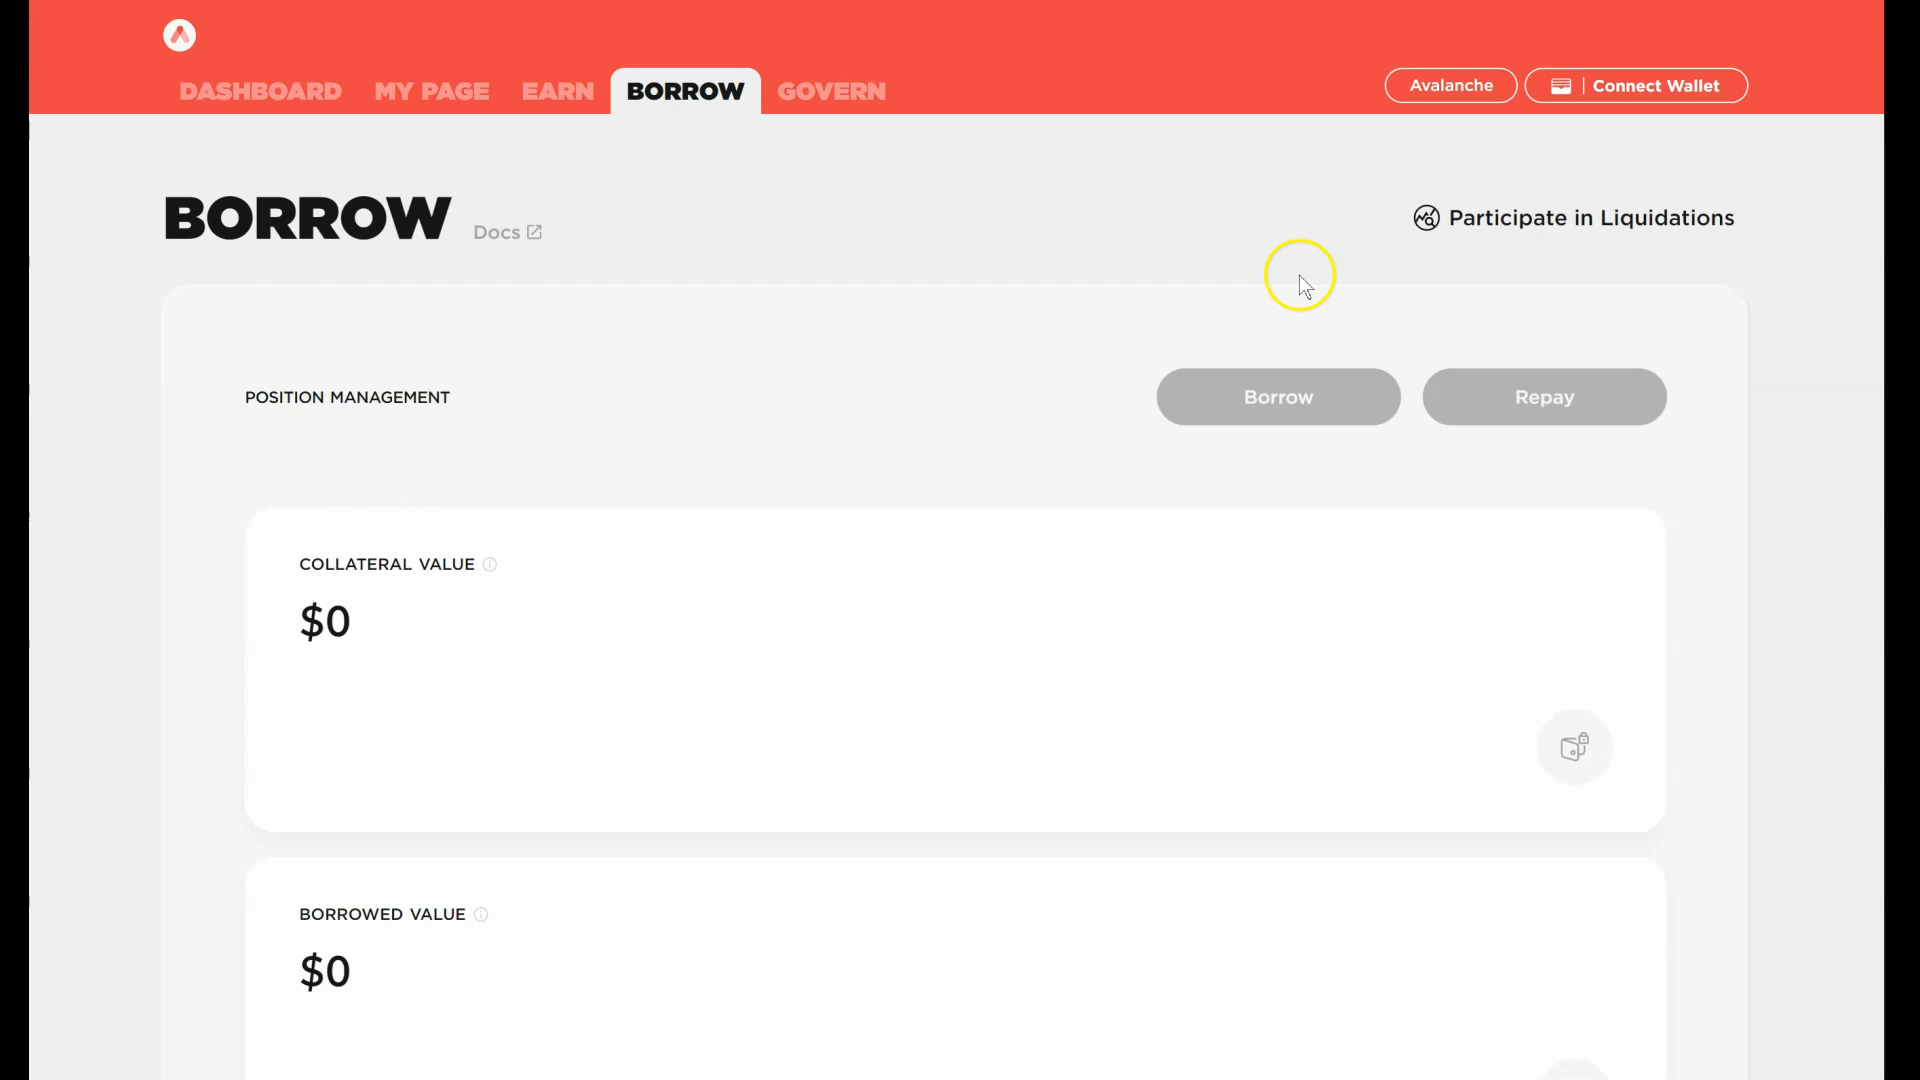 DASHBOARD
MY PAGE
EARN
BORROW
GOVERN
Avalanche
Connect Wallet
BORROW
Docs
Participate in Liquidations
POSITION MANAGEMENT
Borrow
Repay
COLLATERAL VALUE
$0
BORROWED VALUE
$0